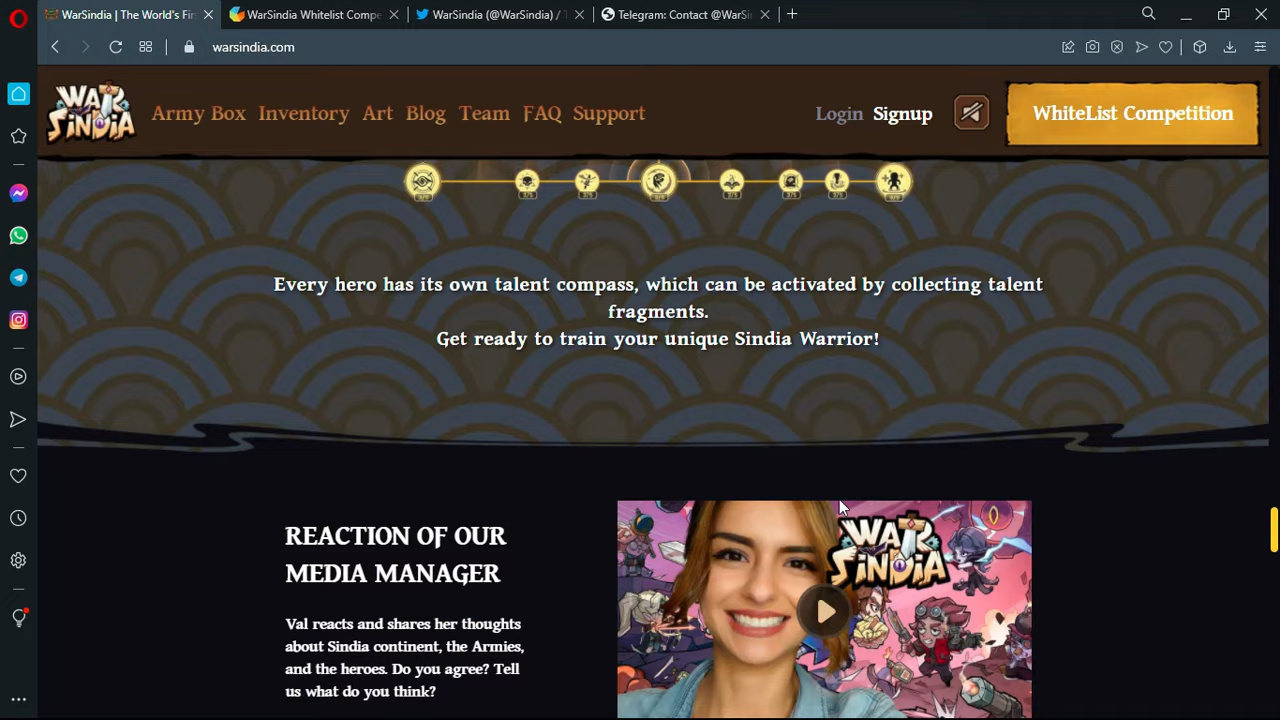 WarSindia | The World's Fir
WarSindia Whitelist Compe
WarSindia (@WarSindia) / T
Telegram: Contact @WarSi
warsindia.com
WAR SINDIA
Army Box
Inventory
Art
Blog
Team
FAQ
Support
Login
Signup
WhiteList Competition
Every hero has its own talent compass, which can be activated by collecting talent
fragments.
Get ready to train your unique Sindia Warrior!
REACTION OF OUR
MEDIA MANAGER
Val reacts and shares her thoughts
about Sindia continent, the Armies,
and the heroes. Do you agree? Tell
us what do you think?
WAR
SINDIA